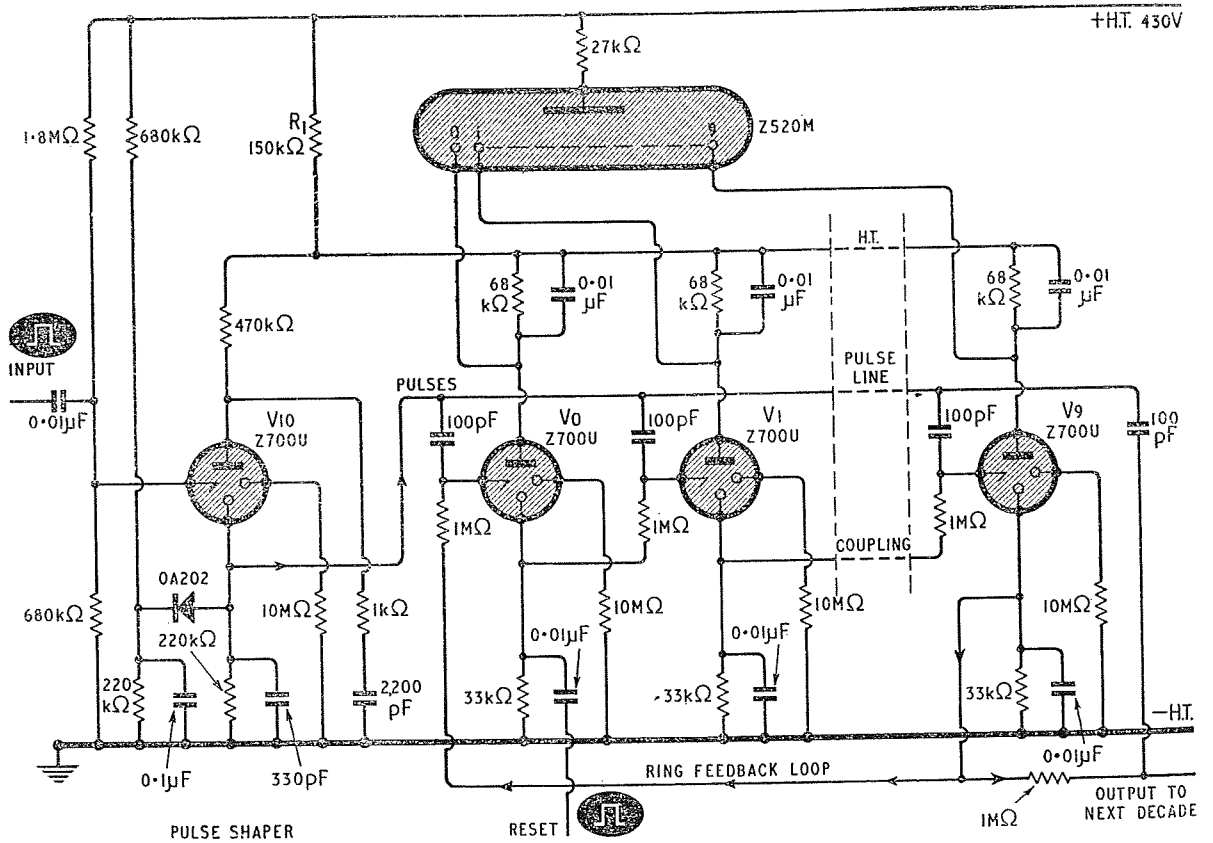 +H.T. 430V
27kΩ
Z520M
0 1 9
1·8MΩ
680kΩ
R1
150kΩ
H.T.
68
kΩ
0·01
µF
68
kΩ
0·01
µF
68
kΩ
0·01
µF
470kΩ
INPUT
0·01µF
PULSES
PULSE
LINE
V10
Z700U
100pF
V0
Z700U
100pF
V1
Z700U
100pF
V9
Z700U
100
pF
1MΩ
1MΩ
1MΩ
COUPLING
OA202
680kΩ
220kΩ
10MΩ
1kΩ
10MΩ
10MΩ
10MΩ
0·01µF
0·01µF
220
kΩ
2,200
pF
33kΩ
33kΩ
33kΩ
—H.T.
0·1µF
330pF
0·01µF
RING FEEDBACK LOOP
1MΩ
OUTPUT TO
NEXT DECADE
PULSE SHAPER
RESET